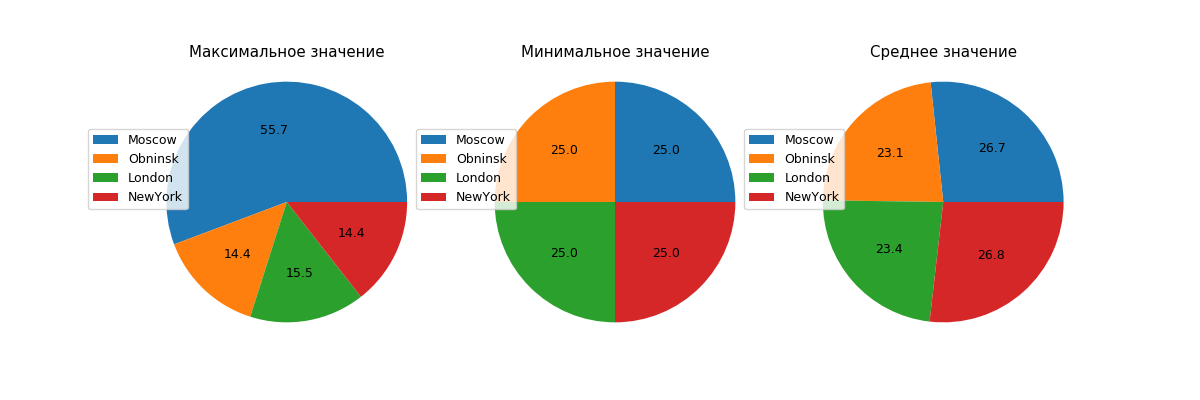 Максимальное значение
Moscow
Obninsk
London
NewYork
55.7
14.4
15.5
14.4
Минимальное значение
Moscow
Obninsk
London
NewYork
25.0
25.0
25.0
25.0
Среднее значение
Moscow
Obninsk
London
NewYork
26.7
23.1
23.4
26.8